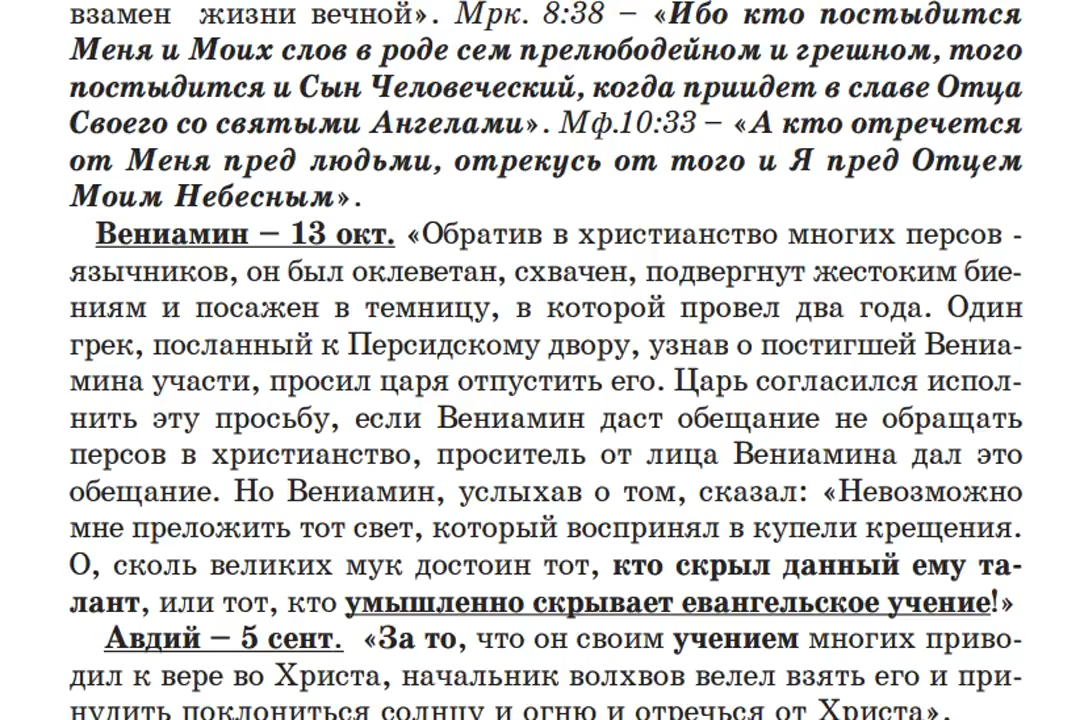 взамен жизни вечной». Мрк. 8:38 – «Ибо кто постыдится
Меня и Моих слов в роде сем прелюбодейном и грешном, того
постыдится и Сын Человеческий, когда приидет в славе Отца
Своего со святыми Ангелами». Мф.10:33 – «А кто отречется
от Меня пред людьми, отрекусь от того и Я пред Отцем
Моим Небесным».
Вениамин – 13 окт. «Обратив в христианство многих персов -
язычников, он был оклеветан, схвачен, подвергнут жестоким бие-
ниям и посажен в темницу, в которой провел два года. Один
грек, посланный к Персидскому двору, узнав о постигшей Вениа-
мина участи, просил царя отпустить его. Царь согласился испол-
нить эту просьбу, если Вениамин даст обещание не обращать
персов в христианство, проситель от лица Вениамина дал это
обещание. Но Вениамин, услыхав о том, сказал: «Невозможно
мне преложить тот свет, который воспринял в купели крещения.
О, сколь великих мук достоин тот, кто скрыл данный ему та-
лант, или тот, кто умышленно скрывает евангельское учение!»
Авдий – 5 сент. «За то, что он своим учением многих приво-
дил к вере во Христа, начальник волхвов велел взять его и при-
нудить поклониться солнцу и огню и отречься от Христа».